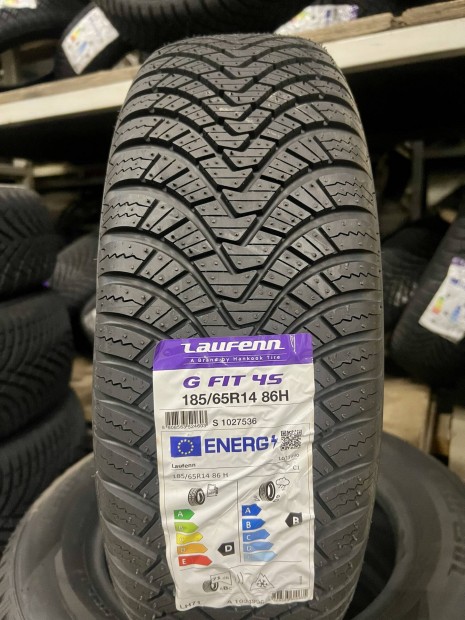 Laufenn
A Brand by Hankook Tire
G FIT 4S
185/65R14 86H
S 1027536
ENERG
Laufenn
185/65R14 86 H
C1
A
B
C
D
E
D
A
B
C
D
E
B